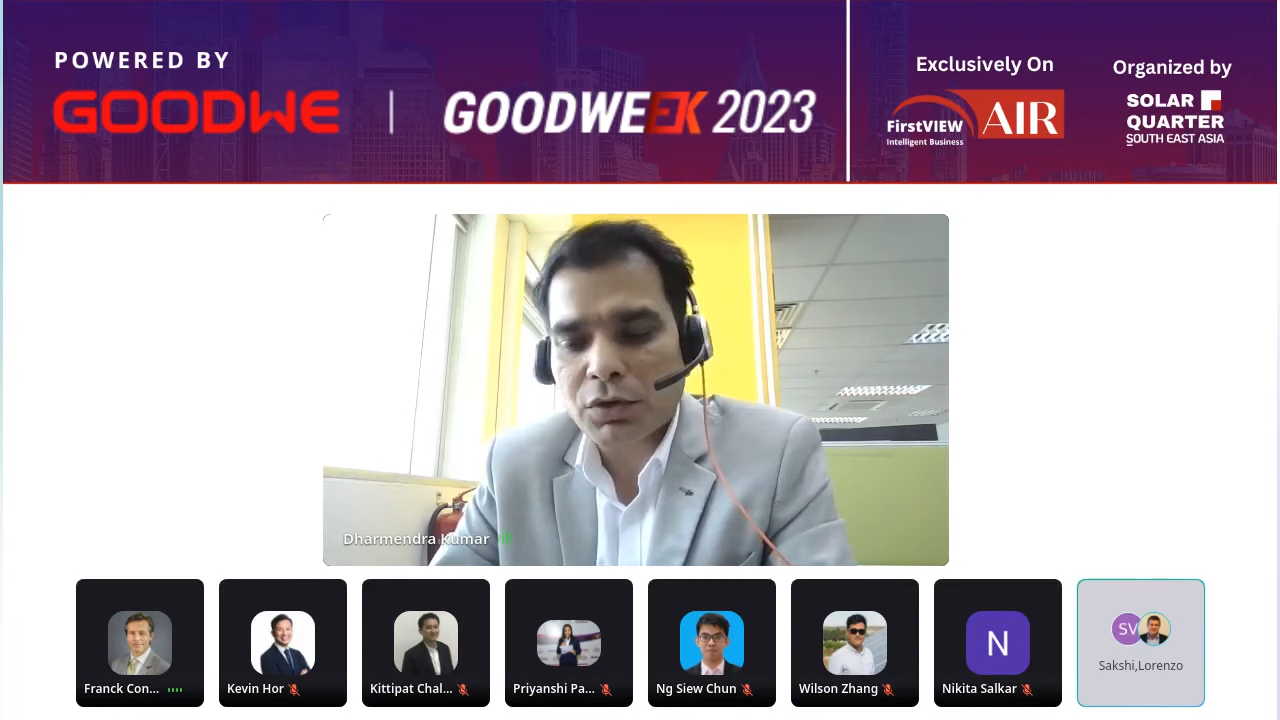 POWERED BY
GOODWE
GOODWEEK 2023
Exclusively On
FirstVIEW
Intelligent Business
AIR
Organized by
SOLAR
QUARTER
SOUTH EAST ASIA
Dharmendra Kumar
Franck Con...
Kevin Hor
Kittipat Chal...
Priyanshi Pa...
Ng Siew Chun
Wilson Zhang
N
Nikita Salkar
SV
Sakshi,Lorenzo